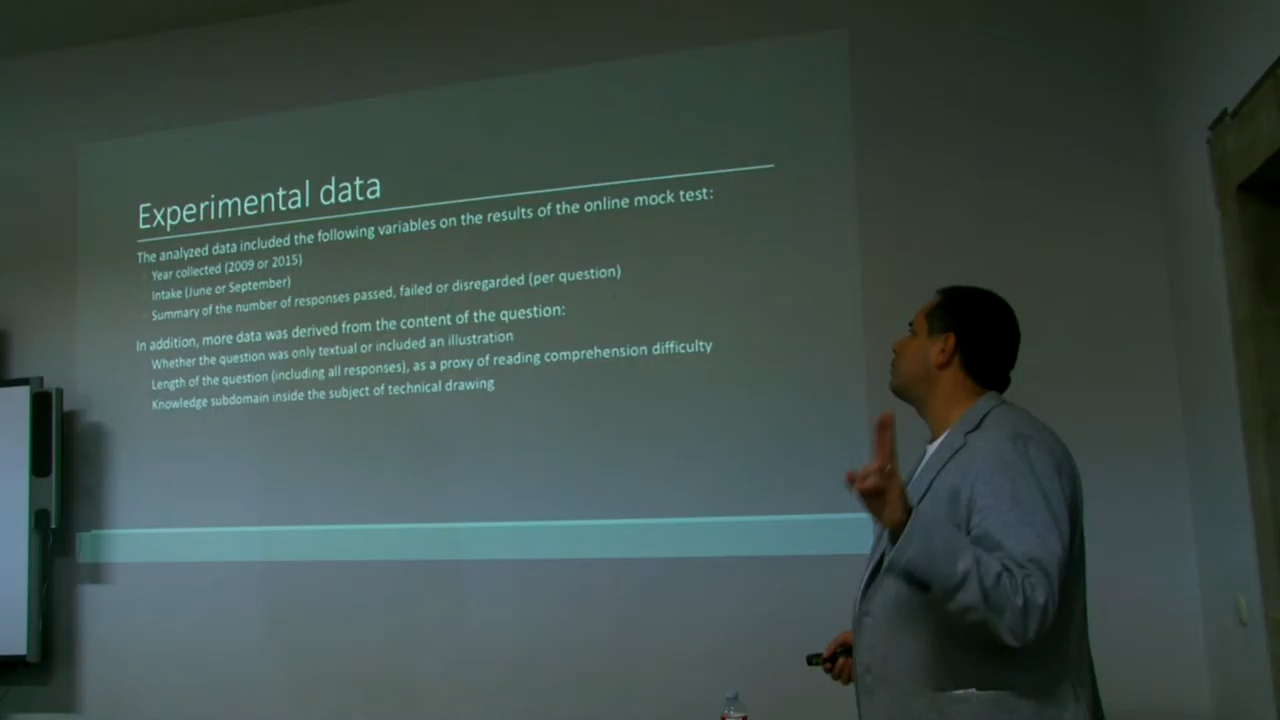 Experimental data
The analyzed data included the following variables on the results of the online mock test:
Year collected (2009 or 2015)
Intake (June or September)
Summary of the number of responses passed, failed or disregarded (per question)
In addition, more data was derived from the content of the question:
Whether the question was only textual or included an illustration
Length of the question (including all responses), as a proxy of reading comprehension difficulty
Knowledge subdomain inside the subject of technical drawing